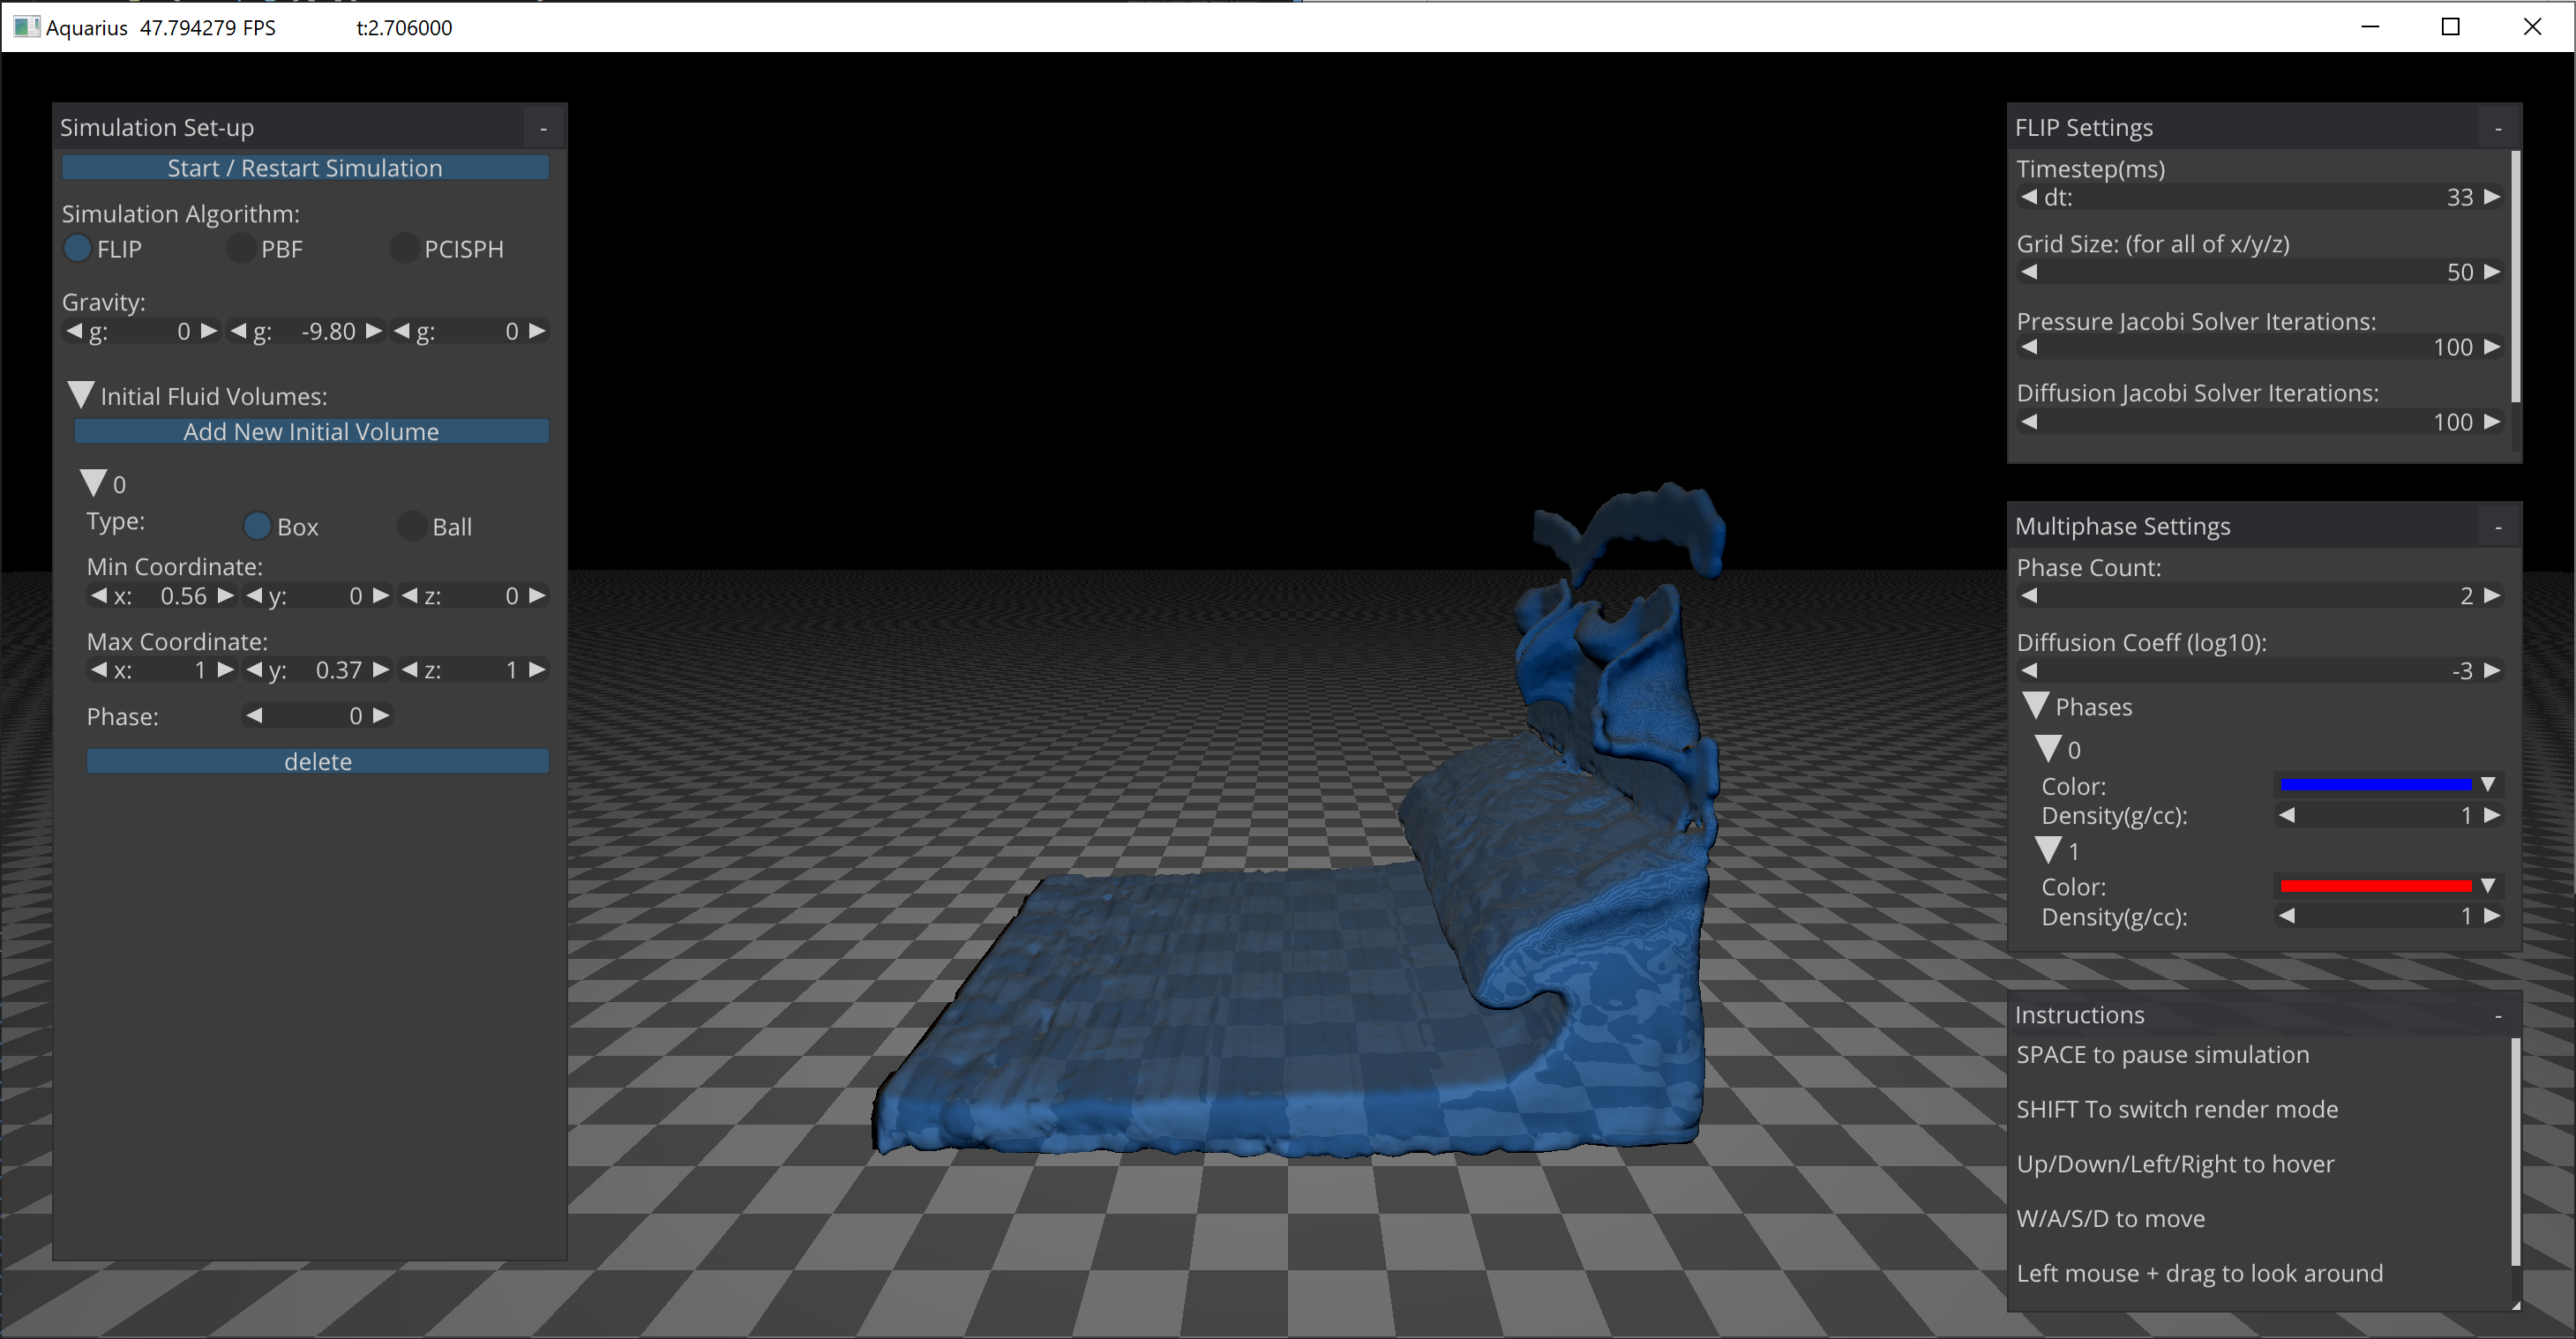 Aquarius 47.794279 FPS t:2.706000
Simulation Set-up -
Start / Restart Simulation
Simulation Algorithm:
FLIP PBF PCISPH
Gravity:
g: 0 g: -9.80 g: 0
Initial Fluid Volumes:
Add New Initial Volume
0
Type: Box Ball
Min Coordinate:
x: 0.56 y: 0 z: 0
Max Coordinate:
x: 1 y: 0.37 z: 1
Phase: 0
delete
FLIP Settings -
Timestep(ms)
dt: 33
Grid Size: (for all of x/y/z)
50
Pressure Jacobi Solver Iterations:
100
Diffusion Jacobi Solver Iterations:
100
Multiphase Settings -
Phase Count:
2
Diffusion Coeff (log10):
-3
Phases
0
Color:
Density(g/cc): 1
1
Color:
Density(g/cc): 1
Instructions -
SPACE to pause simulation
SHIFT To switch render mode
Up/Down/Left/Right to hover
W/A/S/D to move
Left mouse + drag to look around